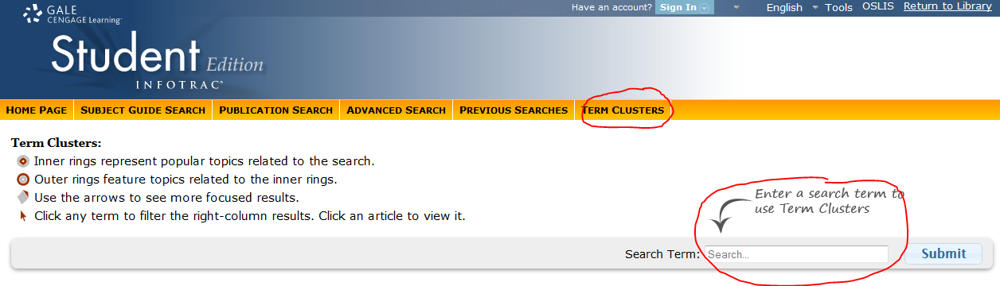 GALE
CENGAGE Learning™
Have an account? Sign In English Tools OSLIS Return to Library
Student Edition
INFOTRAC®
HOME PAGE SUBJECT GUIDE SEARCH PUBLICATION SEARCH ADVANCED SEARCH PREVIOUS SEARCHES TERM CLUSTERS
Term Clusters:
Inner rings represent popular topics related to the search.
Outer rings feature topics related to the inner rings.
Use the arrows to see more focused results.
Click any term to filter the right-column results. Click an article to view it.
Enter a search term to
use Term Clusters
Search Term: Search... Submit